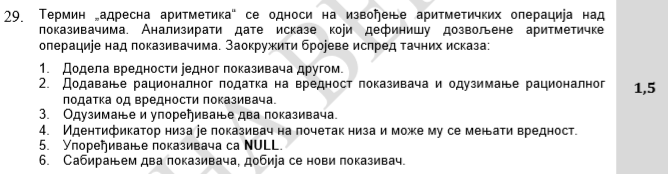 29. Термин „адресна аритметика“ се односи на извођење аритметичких операција над
показивачима. Анализирати дате исказе који дефинишу дозвољене аритметичке
операције над показивачима. Заокружити бројеве испред тачних исказа:
1. Додела вредности једног показивача другом.
2. Додавање рационалног податка на вредност показивача и одузимање рационалног
податка од вредности показивача.
1,5
3. Одузимање и упоређивање два показивача.
4. Идентификатор низа је показивач на почетак низа и може му се мењати вредност.
5. Упоређивање показивача са NULL.
6. Сабирањем два показивача, добија се нови показивач.